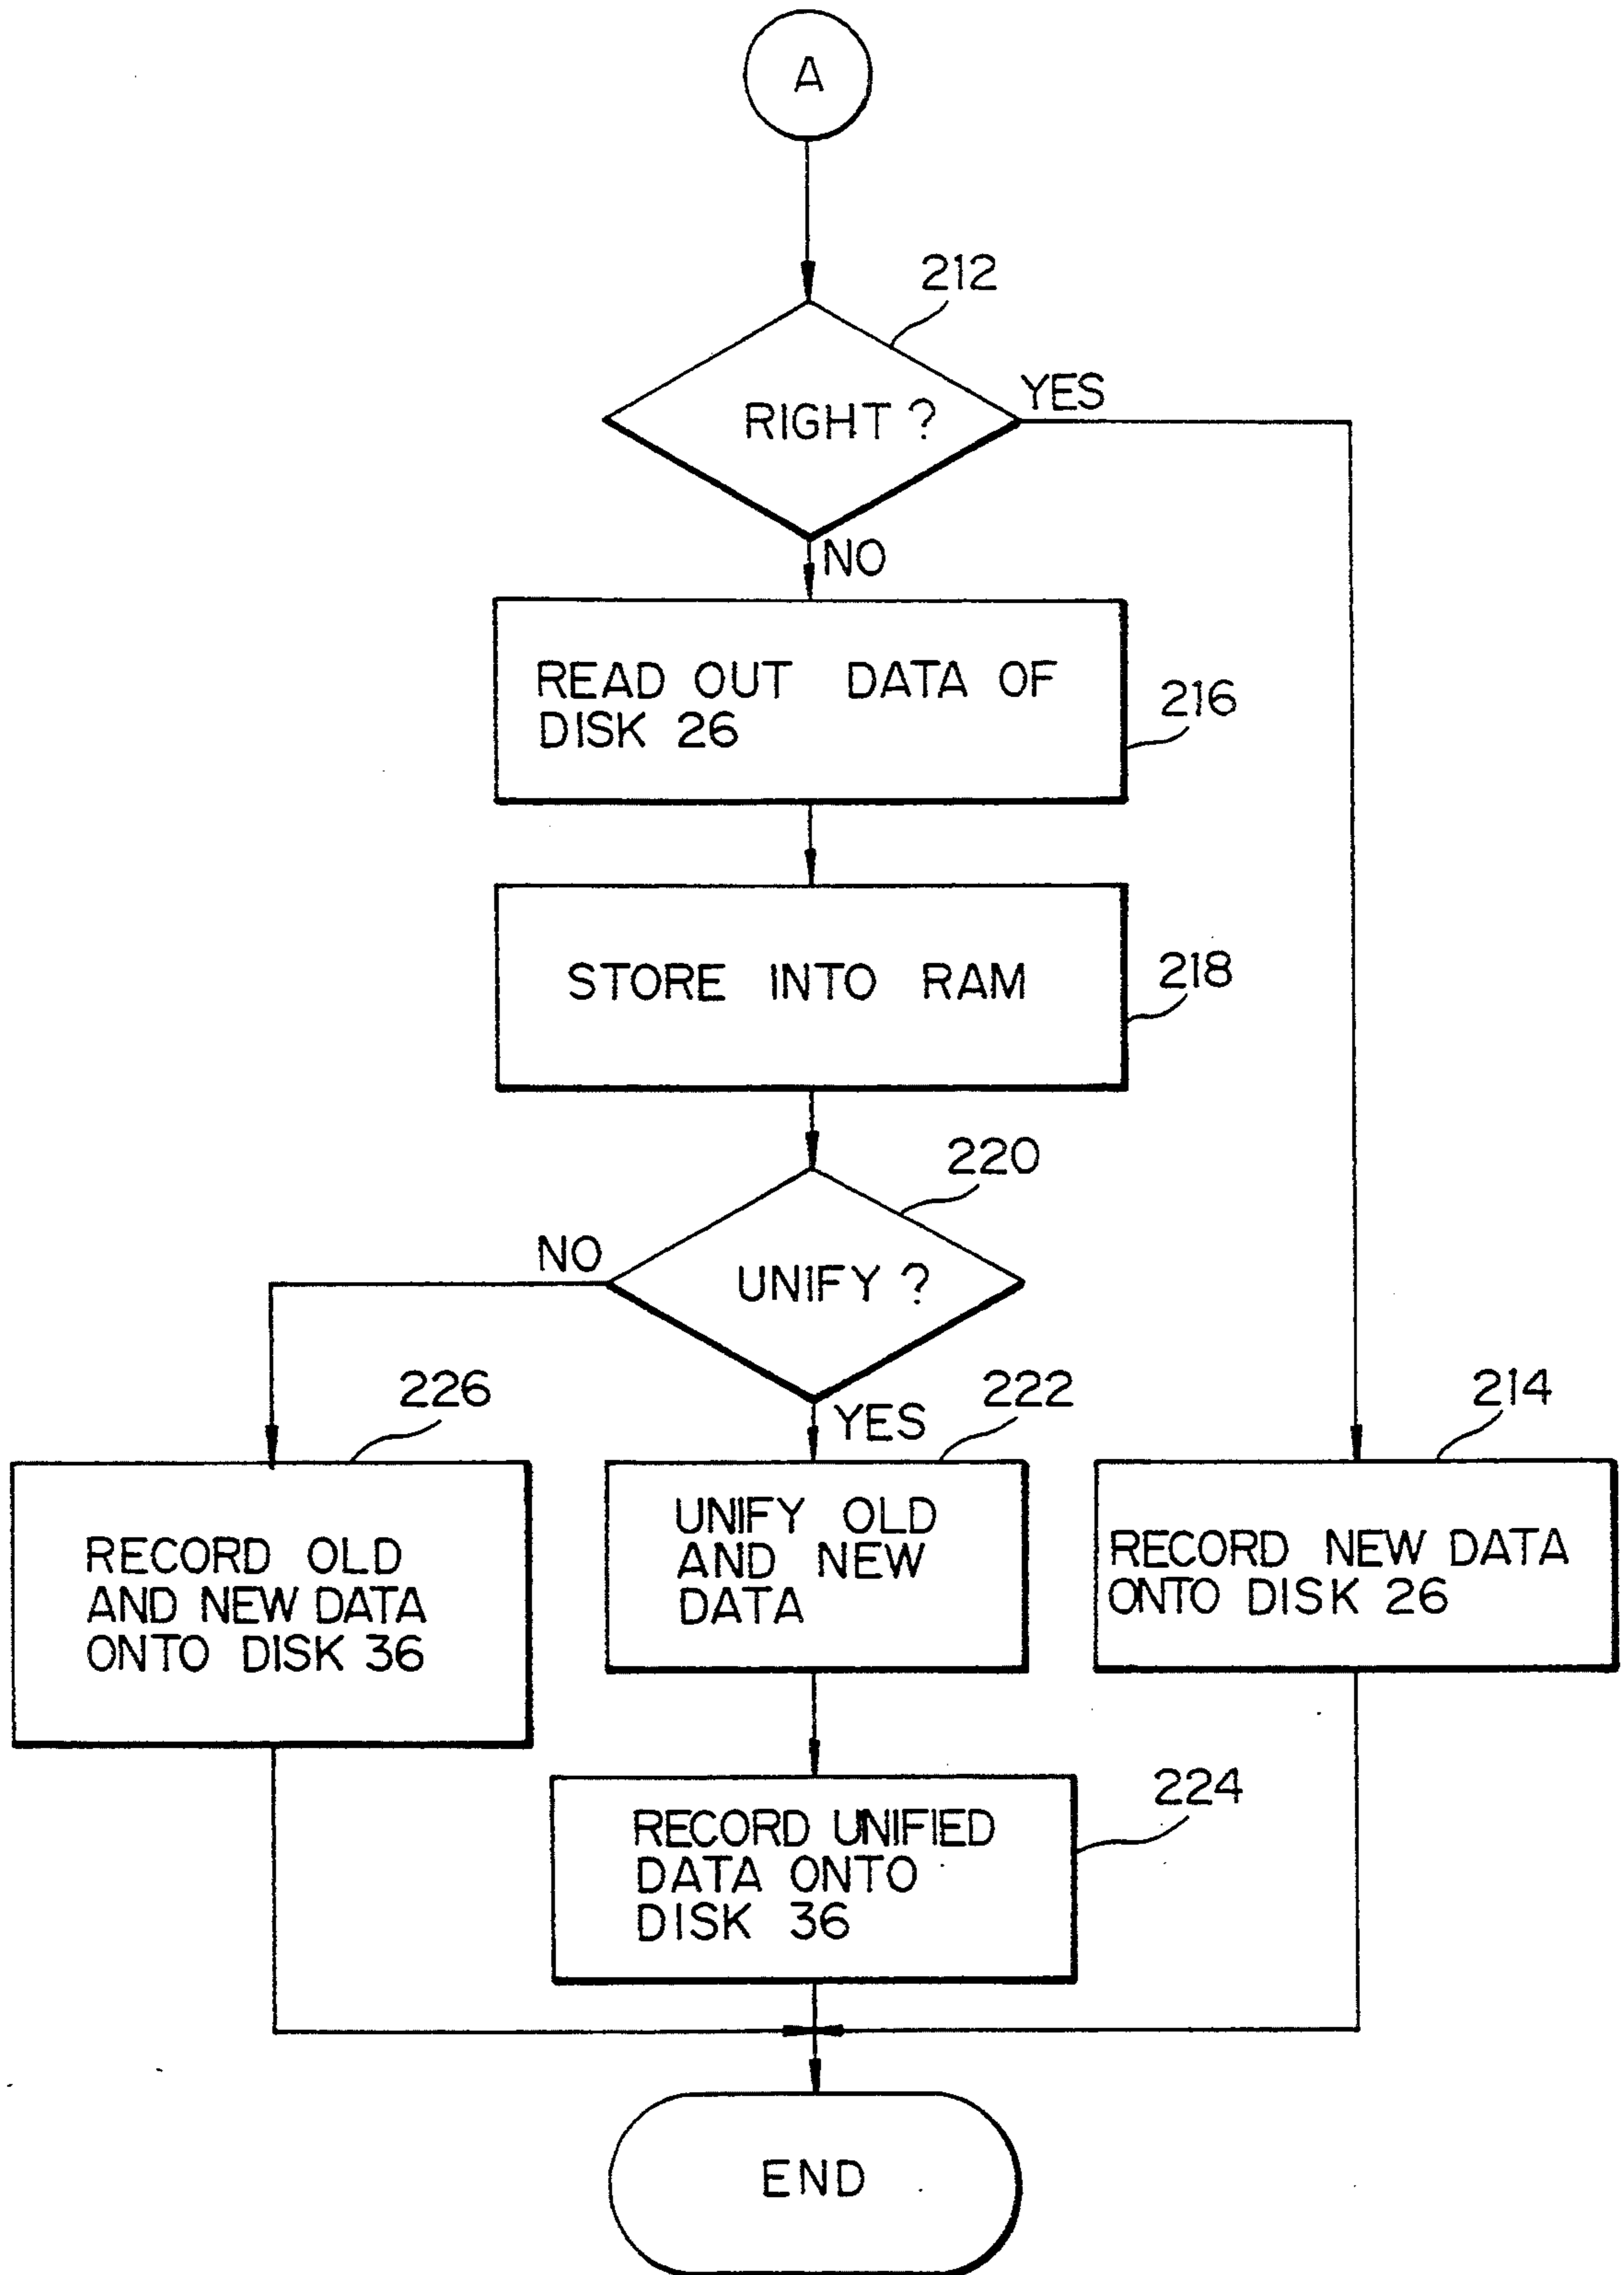 A
212
RIGHT ?
YES
NO
READ OUT DATA OF
DISK 26
216
STORE INTO RAM
218
220
NO
UNIFY ?
YES
226
222
214
RECORD OLD
AND NEW DATA
ONTO DISK 36
UNIFY OLD
AND NEW
DATA
RECORD NEW DATA
ONTO DISK 26
224
RECORD UNIFIED
DATA ONTO
DISK 36
END